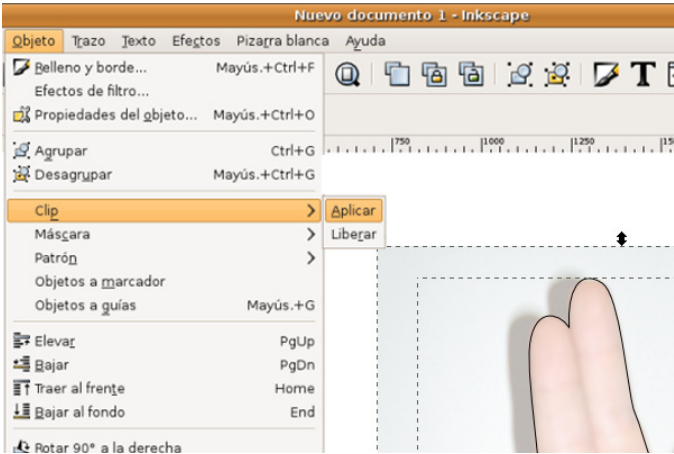 Nuevo documento 1 - Inkscape
Objeto Trazo Texto Efectos Pizarra blanca Ayuda
Relleno y borde... Mayús.+Ctrl+F
Efectos de filtro...
Propiedades del objeto... Mayús.+Ctrl+O
750 1000 1250
Agrupar Ctrl+G
Desagrupar Mayús.+Ctrl+G
Clip Aplicar
Máscara Liberar
Patrón
Objetos a marcador
Objetos a guías Mayús.+G
Elevar PgUp
Bajar PgDn
Traer al frente Home
Bajar al fondo End
Rotar 90° a la derecha